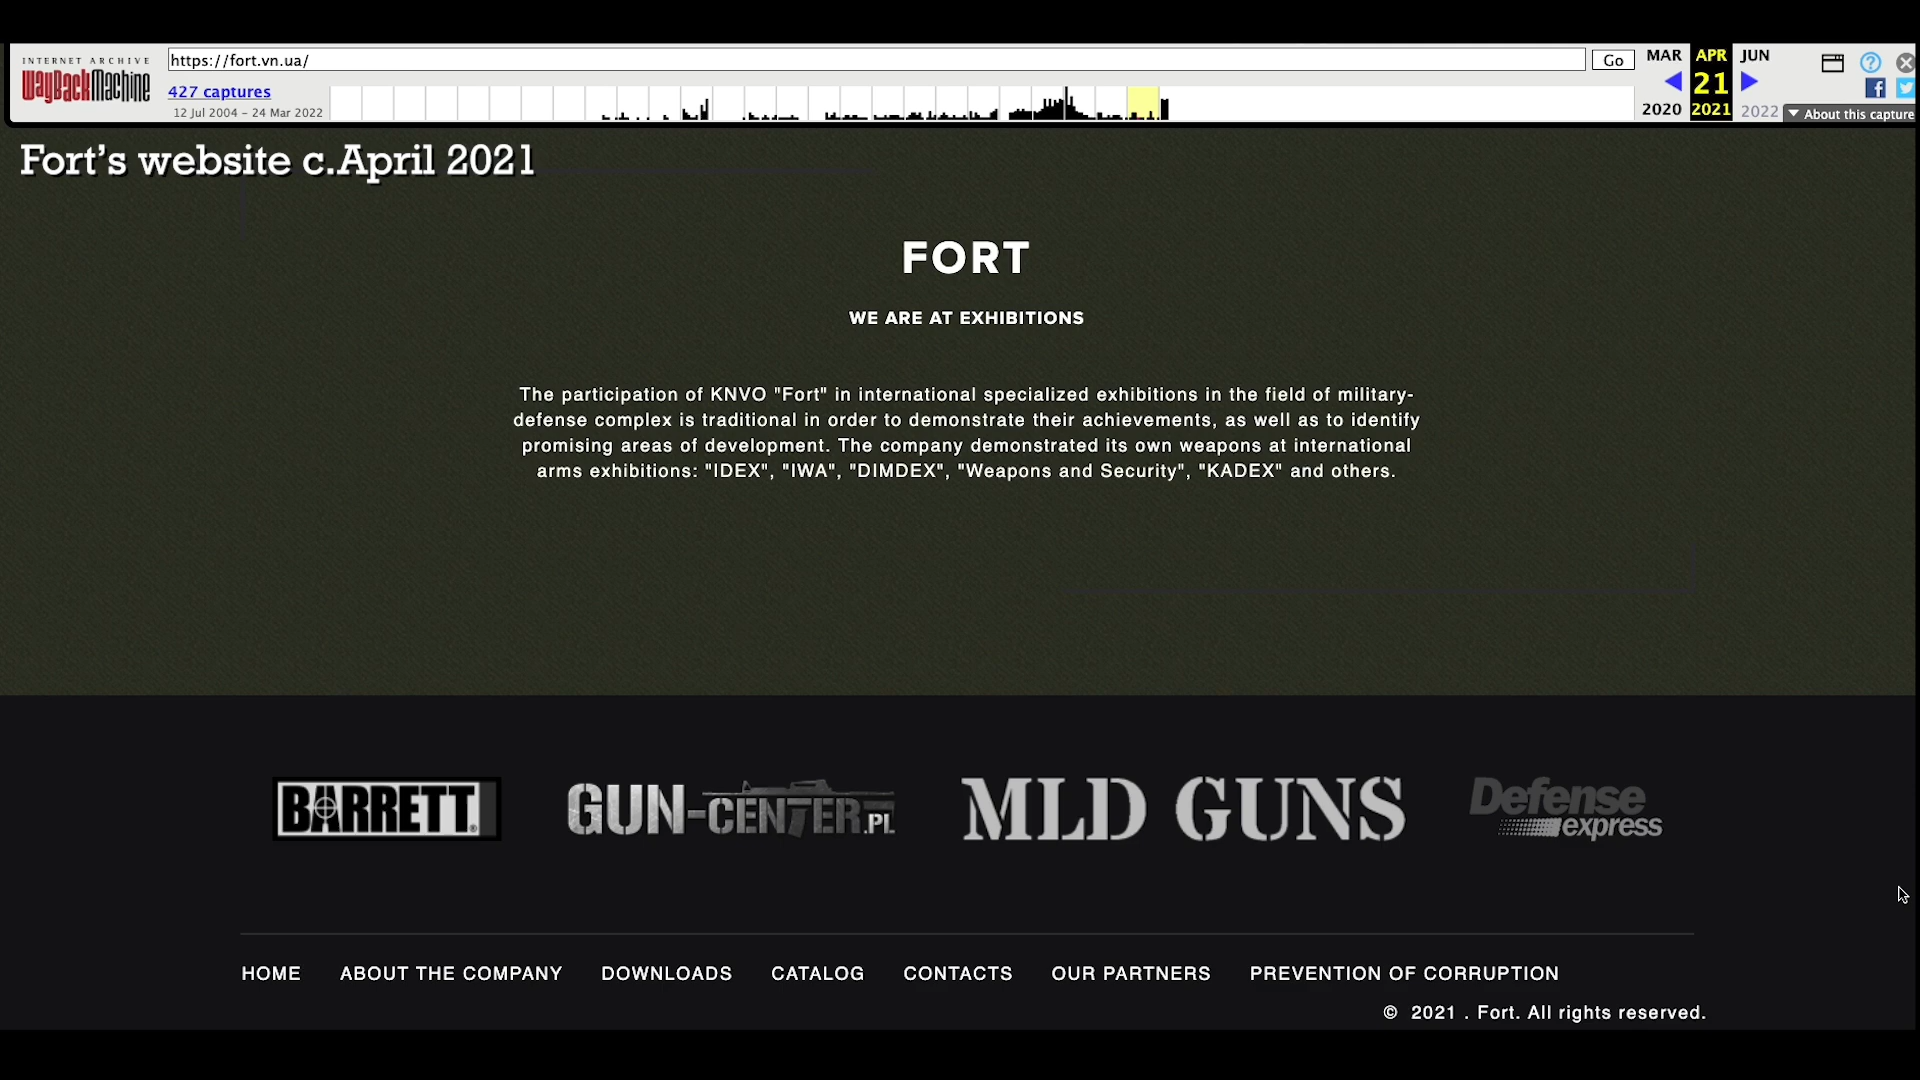 INTERNET ARCHIVE
WayBackMachine
https://fort.vn.ua/
Go
427 captures
12 Jul 2004 – 24 Mar 2022
MAR APR JUN
21
2020 2021 2022
About this capture
Fort's website c.April 2021
FORT
WE ARE AT EXHIBITIONS
The participation of KNVO "Fort" in international specialized exhibitions in the field of military-
defense complex is traditional in order to demonstrate their achievements, as well as to identify
promising areas of development. The company demonstrated its own weapons at international
arms exhibitions: "IDEX", "IWA", "DIMDEX", "Weapons and Security", "KADEX" and others.
BARRETT®
GUN-CENTER.PL
MLD GUNS
Defense
express
HOME ABOUT THE COMPANY DOWNLOADS CATALOG CONTACTS OUR PARTNERS PREVENTION OF CORRUPTION
© 2021 . Fort. All rights reserved.